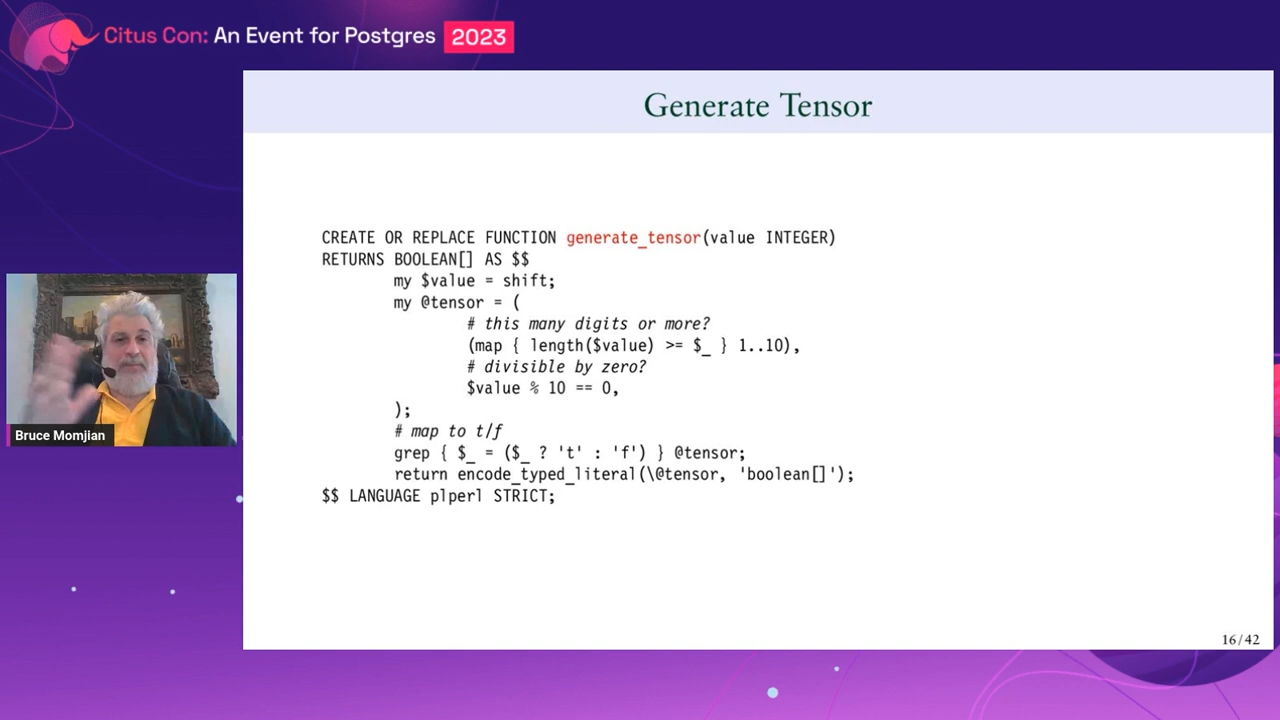 Citus Con: An Event for Postgres 2023
Generate Tensor
CREATE OR REPLACE FUNCTION generate_tensor(value INTEGER)
RETURNS BOOLEAN[] AS $$
my $value = shift;
my @tensor = (
# this many digits or more?
(map { length($value) >= $_ } 1..10),
# divisible by zero?
$value % 10 == 0,
);
# map to t/f
grep { $_ = ($_ ? 't' : 'f') } @tensor;
return encode_typed_literal(\@tensor, 'boolean[]');
$$ LANGUAGE plperl STRICT;
Bruce Momjian
16/42